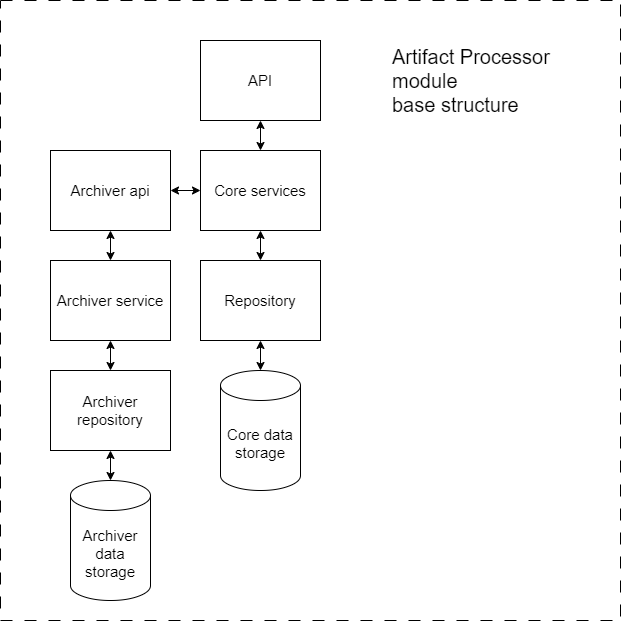 Artifact Processor
module
base structure
API
Archiver api
Core services
Archiver service
Repository
Archiver
repository
Core data
storage
Archiver
data
storage